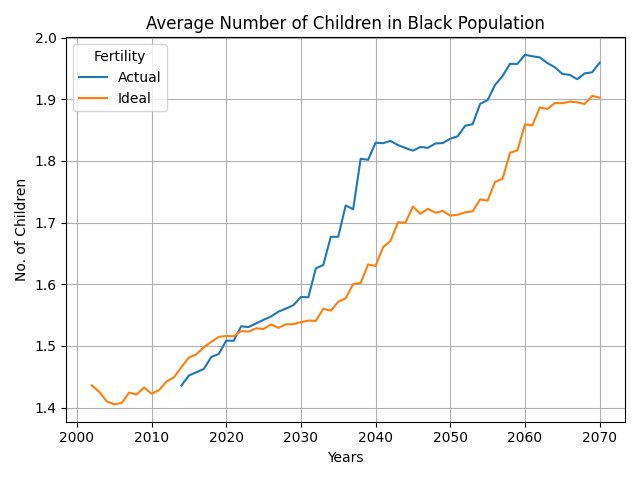 Average Number of Children in Black Population
Fertility
Actual
Ideal
No. of Children
2.0
1.9
1.8
1.7
1.6
1.5
1.4
2000 2010 2020 2030 2040 2050 2060 2070
Years